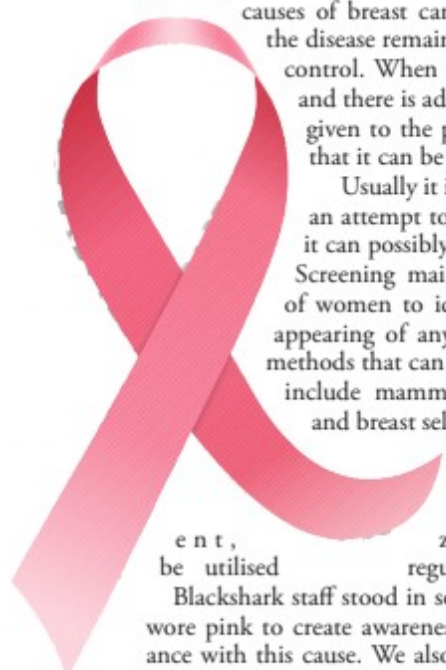 causes of breast can
the disease remain
control. When
and there is ad
given to the p
that it can be
Usually it i
an attempt to
it can possibly
Screening mai
of women to id
appearing of any
methods that can
include mamm
and breast sel
ent, z
be utilised regu
Blackshark staff stood in so
wore pink to create awarene
ance with this cause. We also